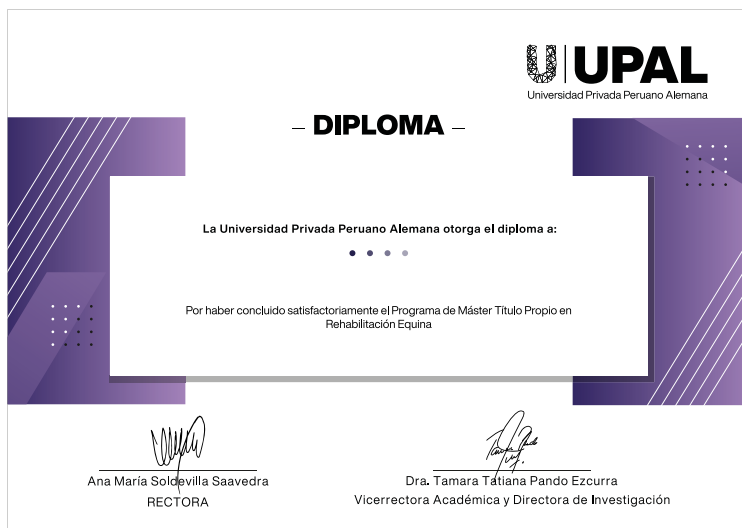 UPAL
Universidad Privada Peruano Alemana
– DIPLOMA –
La Universidad Privada Peruano Alemana otorga el diploma a:
Por haber concluido satisfactoriamente el Programa de Máster Título Propio en
Rehabilitación Equina
Ana María Soldevilla Saavedra
RECTORA
Dra. Tamara Tatiana Pando Ezcurra
Vicerrectora Académica y Directora de Investigación